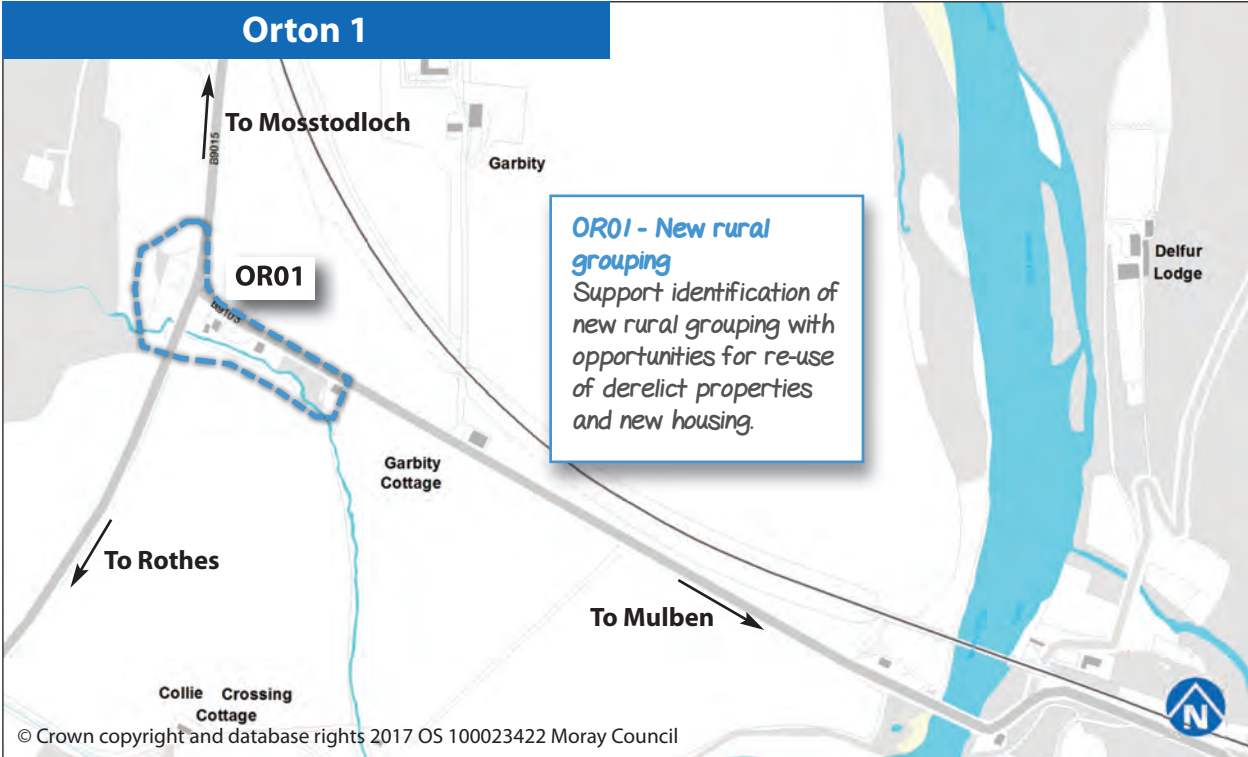 Orton 1
To Mosstodloch
B9015
Garbity
OR01 - New rural
grouping
Support identification of
new rural grouping with
opportunities for re-use
of derelict properties
and new housing.
Delfur
Lodge
OR01
B9103
Garbity
Cottage
To Rothes
To Mulben
Collie Crossing
Cottage
N
© Crown copyright and database rights 2017 OS 100023422 Moray Council